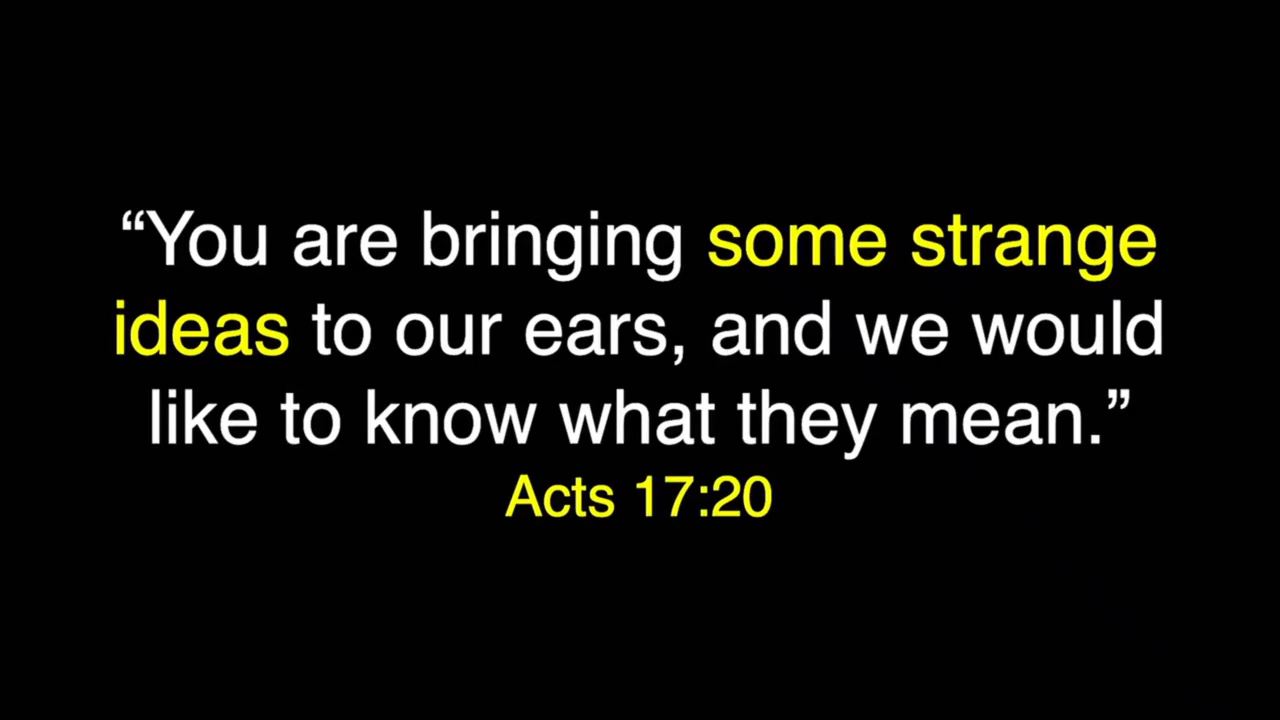 “You are bringing some strange
ideas to our ears, and we would
like to know what they mean.”
Acts 17:20